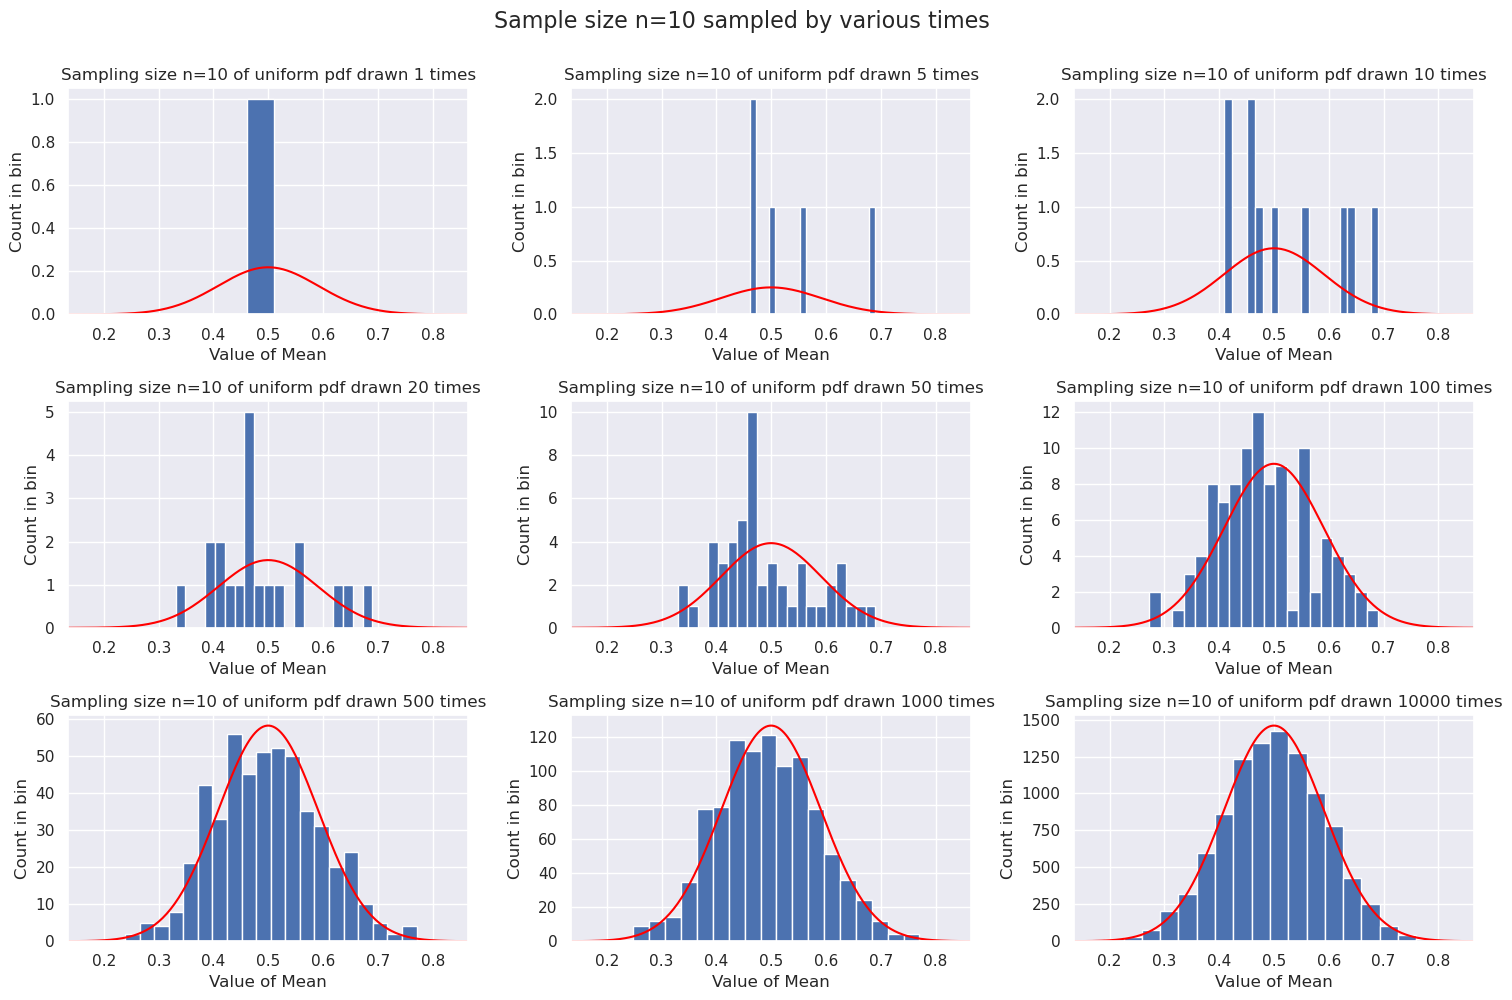 Sample size n=10 sampled by various times
Sampling size n=10 of uniform pdf drawn 1 times
Count in bin
1.0
0.8
0.6
0.4
0.2
0.0
0.2 0.3 0.4 0.5 0.6 0.7 0.8
Value of Mean
Sampling size n=10 of uniform pdf drawn 5 times
Count in bin
2.0
1.5
1.0
0.5
0.0
0.2 0.3 0.4 0.5 0.6 0.7 0.8
Value of Mean
Sampling size n=10 of uniform pdf drawn 10 times
Count in bin
2.0
1.5
1.0
0.5
0.0
0.2 0.3 0.4 0.5 0.6 0.7 0.8
Value of Mean
Sampling size n=10 of uniform pdf drawn 20 times
Count in bin
5
4
3
2
1
0
0.2 0.3 0.4 0.5 0.6 0.7 0.8
Value of Mean
Sampling size n=10 of uniform pdf drawn 50 times
Count in bin
10
8
6
4
2
0
0.2 0.3 0.4 0.5 0.6 0.7 0.8
Value of Mean
Sampling size n=10 of uniform pdf drawn 100 times
Count in bin
12
10
8
6
4
2
0
0.2 0.3 0.4 0.5 0.6 0.7 0.8
Value of Mean
Sampling size n=10 of uniform pdf drawn 500 times
Count in bin
60
50
40
30
20
10
0
0.2 0.3 0.4 0.5 0.6 0.7 0.8
Value of Mean
Sampling size n=10 of uniform pdf drawn 1000 times
Count in bin
120
100
80
60
40
20
0
0.2 0.3 0.4 0.5 0.6 0.7 0.8
Value of Mean
Sampling size n=10 of uniform pdf drawn 10000 times
Count in bin
1500
1250
1000
750
500
250
0
0.2 0.3 0.4 0.5 0.6 0.7 0.8
Value of Mean